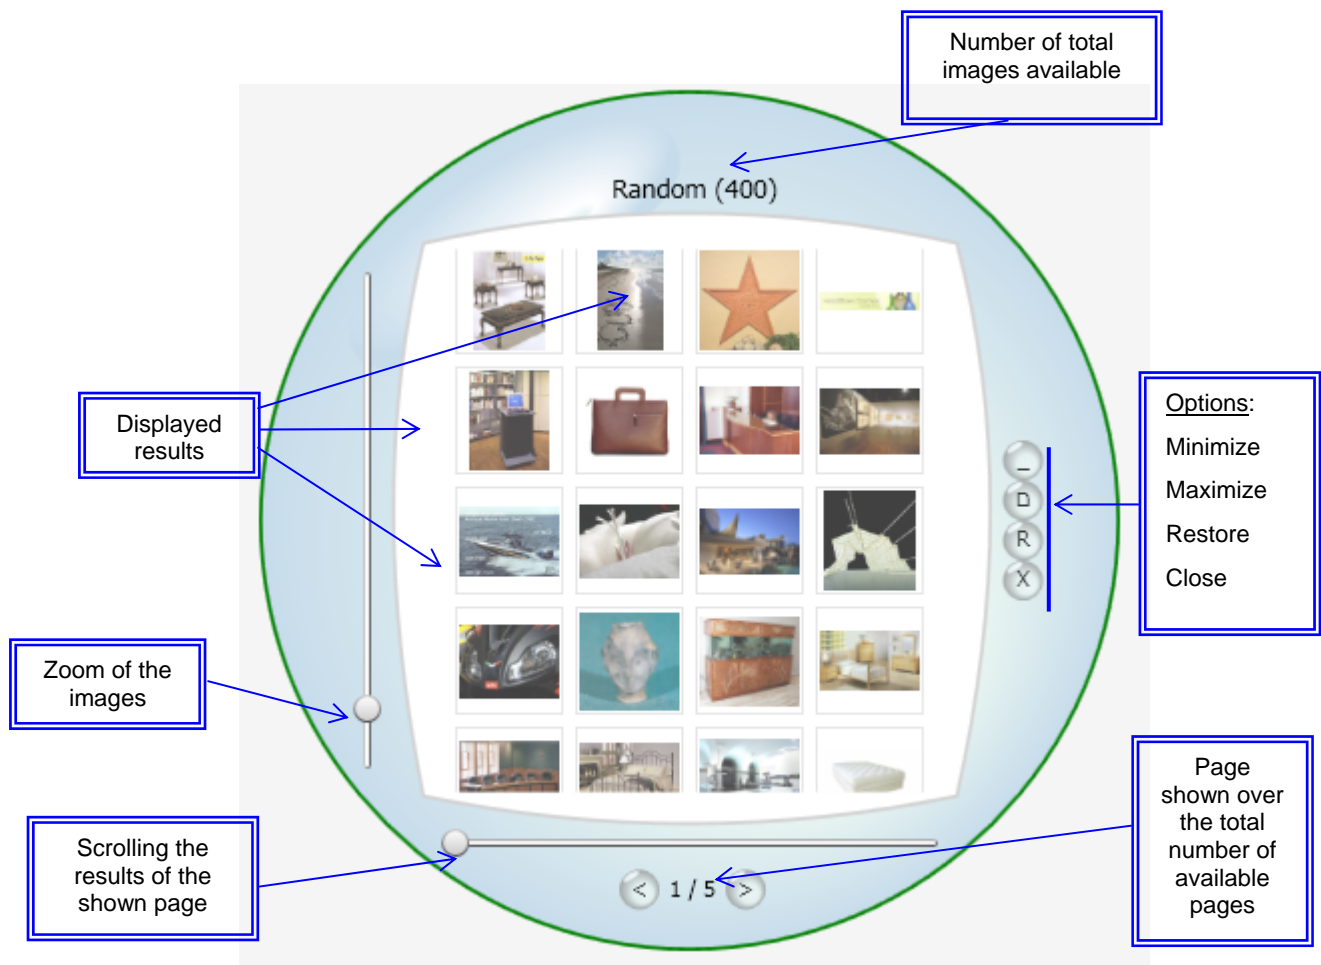 Number of total
images available
Random (400)
Displayed
results
Options:
Minimize
Maximize
Restore
Close
_
D
R
X
Zoom of the
images
Page
shown over
the total
number of
available
pages
Scrolling the
results of the
shown page
< 1 / 5 >